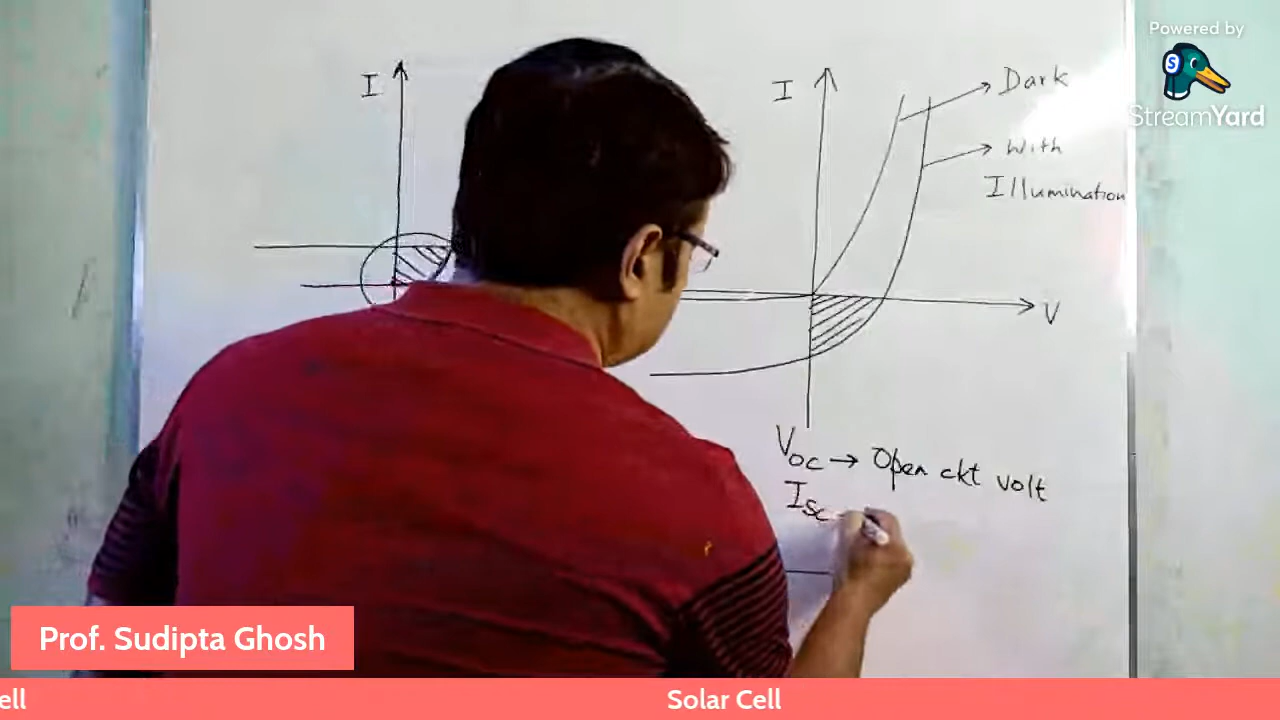 Powered by
StreamYard
I
I
Dark
With
Illumination
V
Voc → Open ckt volt
Isc
Prof. Sudipta Ghosh
ell
Solar Cell